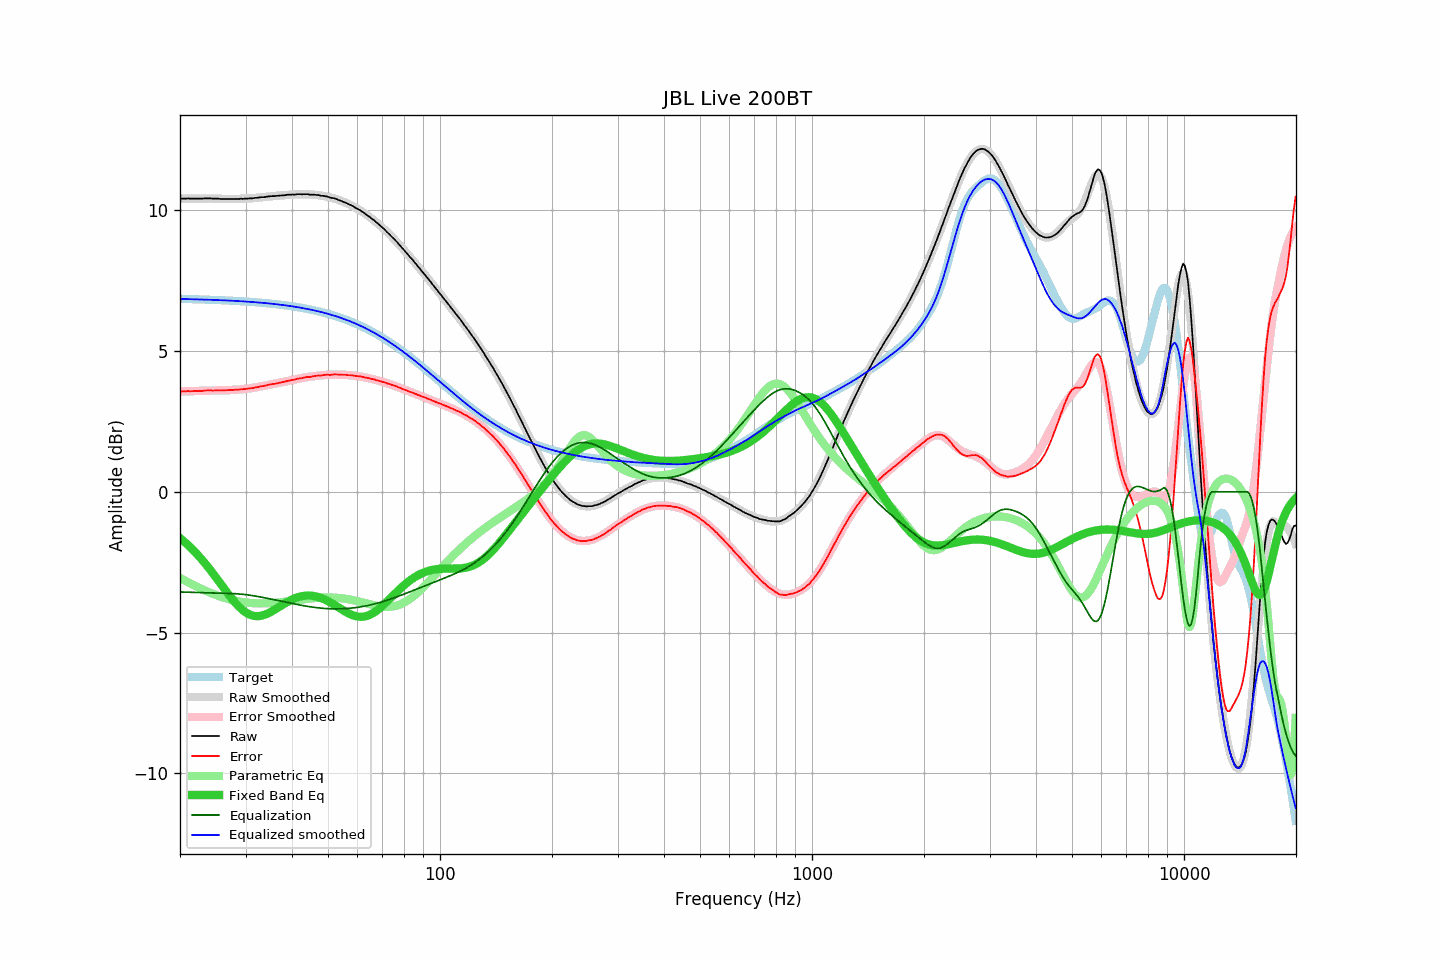 JBL Live 200BT
Amplitude (dBr)
10
5
0
−5
−10
Target
Raw Smoothed
Error Smoothed
Raw
Error
Parametric Eq
Fixed Band Eq
Equalization
Equalized smoothed
100
1000
10000
Frequency (Hz)